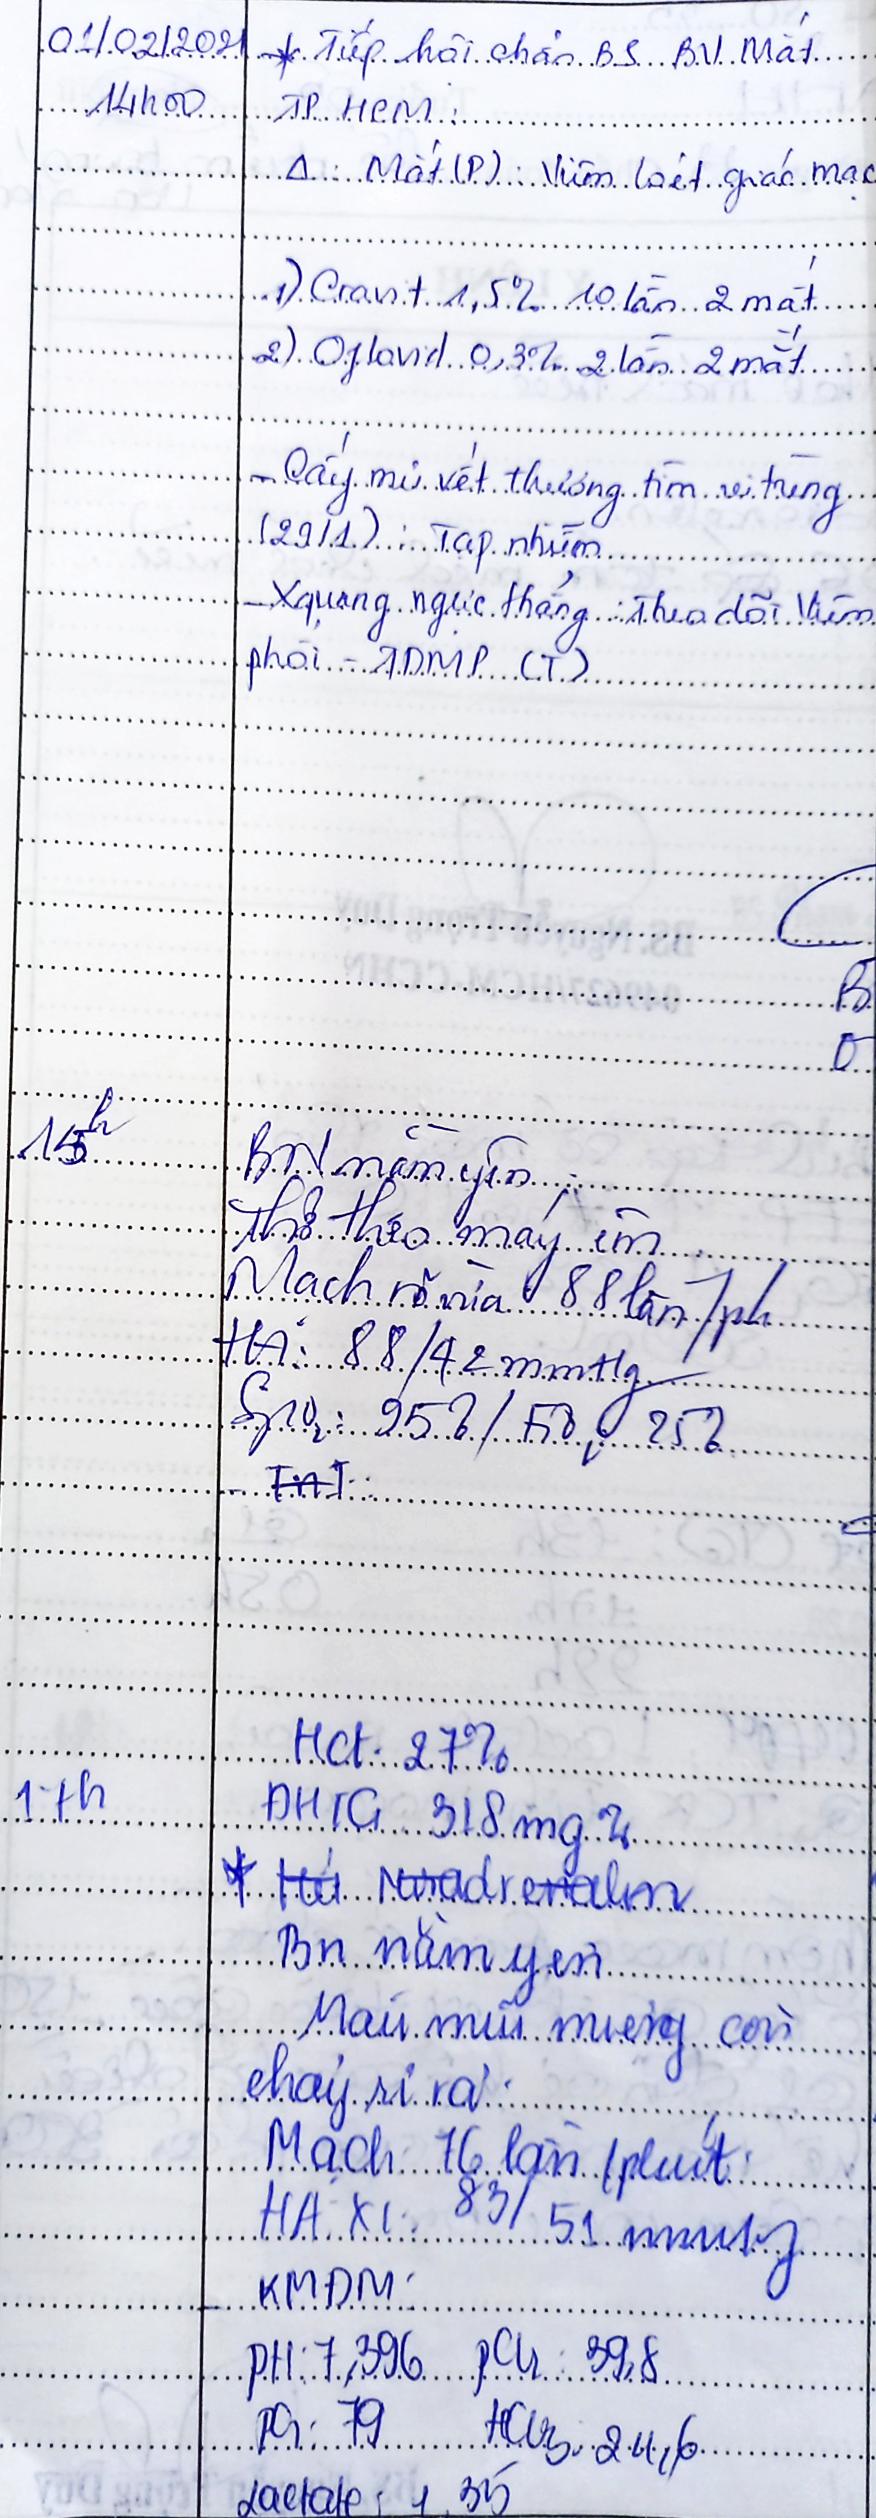 01/02/2021 * Tiếp hội chẩn BS BV Mắt
14h00 TP HCM:
Δ: Mắt (P): Viêm loét giác mạc
1) Cravit 1,5% 10 lần 2 mắt
2) Oflovid 0,3% 2 lần 2 mắt
- Cấy mủ vết thương tìm vi trùng
(29/1): Tạp nhiễm
- Xquang ngực thẳng: Theo dõi Viêm
phổi - TDMP (T)
15h BN nằm yên
Thở theo máy êm
Mạch rõ vừa 88 lần/ph
HA: 88/42 mmHg
SpO2: 95% / FiO2 25%
- TnT:
Hct: 27%
17h ĐHTC 318 mg%
* Hủ Noradrenalin
Bn nằm yên
Máu mũi miệng còn
chảy rỉ rả
Mạch: 76 lần /phút
HA XL: 83/51 mmHg
- KMĐM:
pH: 7,396 pCO2: 39,8
pO2: 79 HCO3: 24,6
Lactate: 1,35